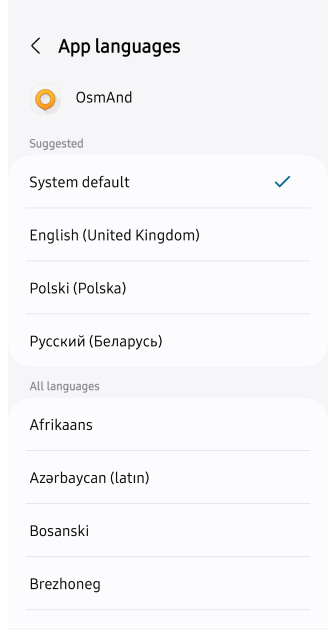 App languages
OsmAnd
Suggested
System default
English (United Kingdom)
Polski (Polska)
Русский (Беларусь)
All languages
Afrikaans
Azərbaycan (latın)
Bosanski
Brezhoneg